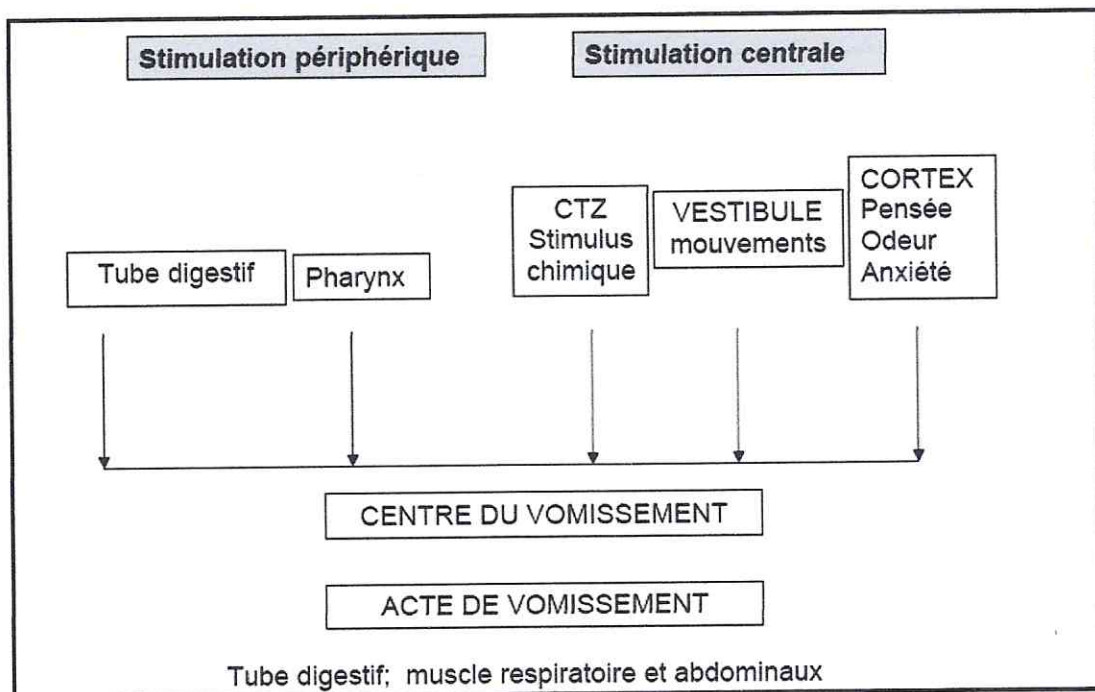 Stimulation périphérique
Stimulation centrale
Tube digestif
Pharynx
CTZ
Stimulus
chimique
VESTIBULE
mouvements
CORTEX
Pensée
Odeur
Anxiété
CENTRE DU VOMISSEMENT
ACTE DE VOMISSEMENT
Tube digestif; muscle respiratoire et abdominaux